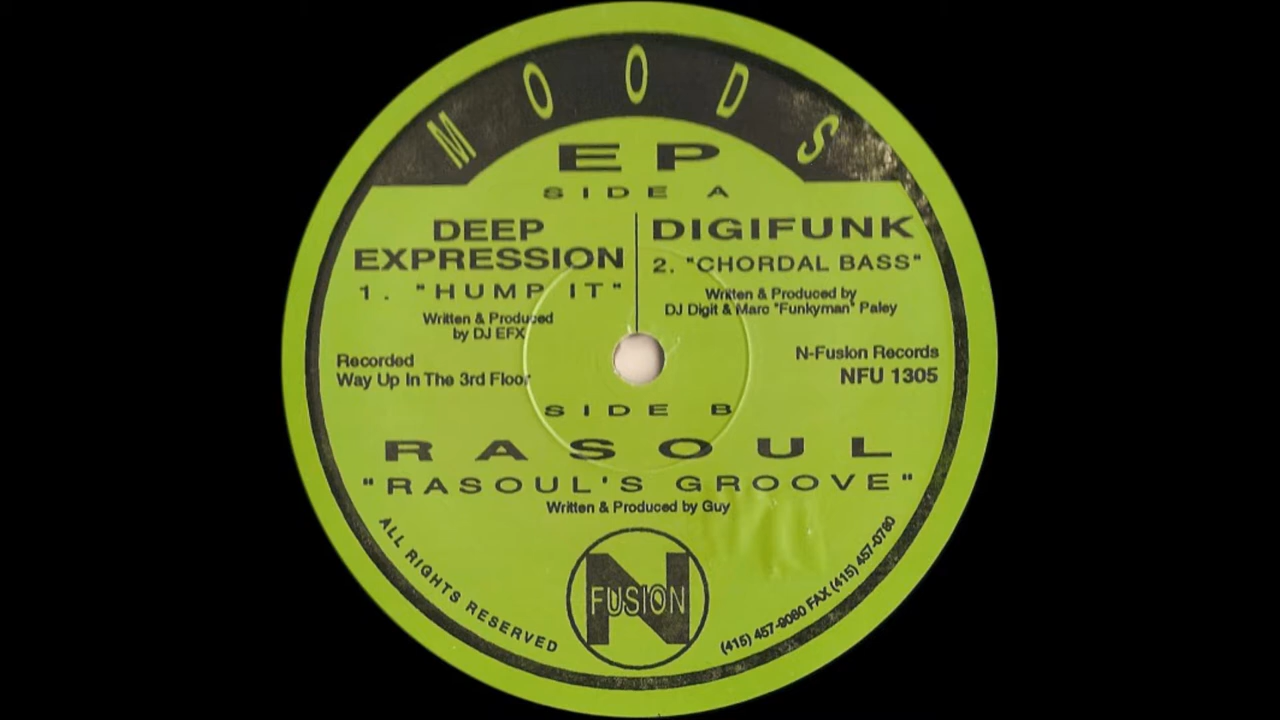 MOODS
EP
SIDE A
DEEP
EXPRESSION
1. "HUMP IT"
Written & Produced
by DJ EFX
DIGIFUNK
2. "CHORDAL BASS"
Written & Produced by
DJ Digit & Marc "Funkyman" Paley
Recorded
Way Up In The 3rd Floor
N-Fusion Records
NFU 1305
SIDE B
RASOUL
"RASOUL'S GROOVE"
Written & Produced by Guy
N
FUSION
ALL RIGHTS RESERVED
(415) 457-9080 FAX (415) 457-0780